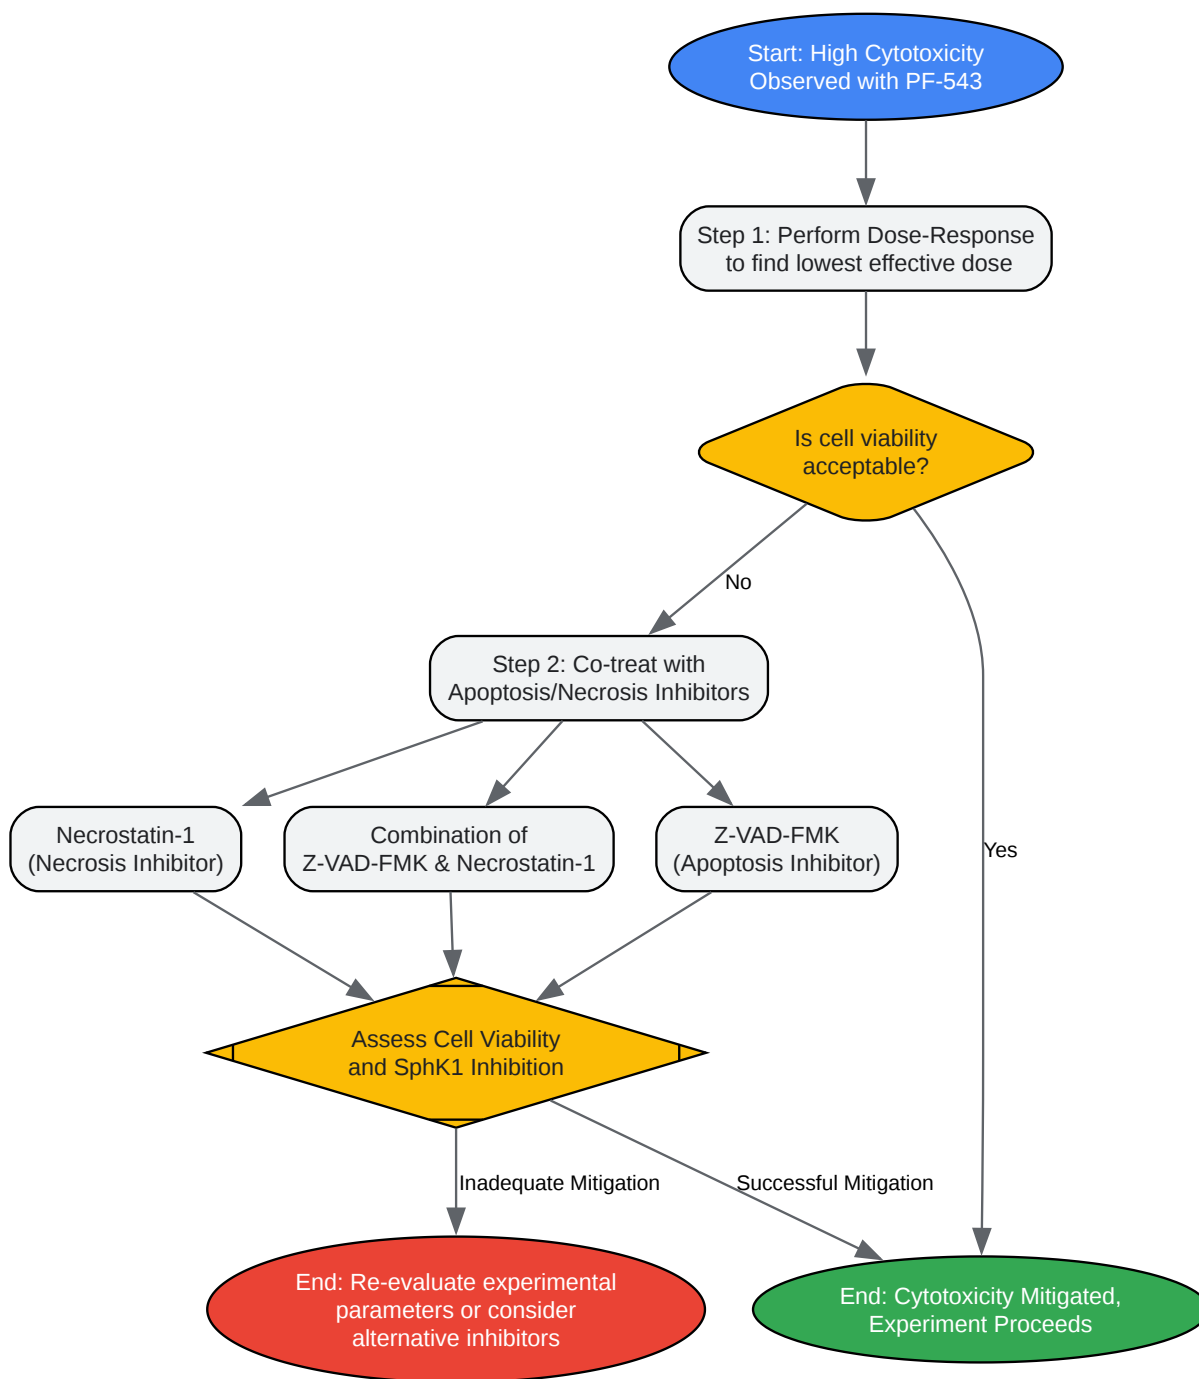 Start: High Cytotoxicity
Observed with PF-543
Step 1: Perform Dose-Response
to find lowest effective dose
Is cell viability
acceptable?
No
Step 2: Co-treat with
Apoptosis/Necrosis Inhibitors
Necrostatin-1
(Necrosis Inhibitor)
Combination of
Z-VAD-FMK & Necrostatin-1
Z-VAD-FMK
(Apoptosis Inhibitor)
Yes
Assess Cell Viability
and SphK1 Inhibition
Inadequate Mitigation
Successful Mitigation
End: Re-evaluate experimental
parameters or consider
alternative inhibitors
End: Cytotoxicity Mitigated,
Experiment Proceeds